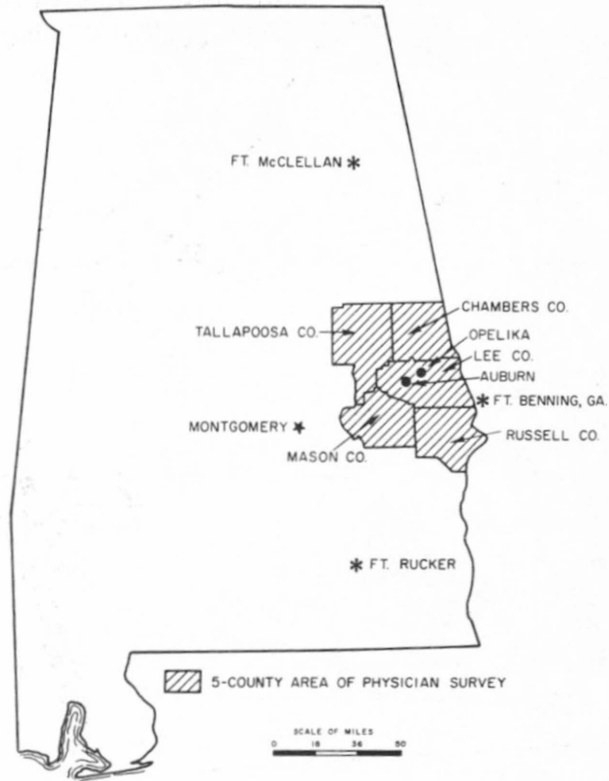 FT. McCLELLAN
CHAMBERS CO.
TALLAPOOSA CO.
OPELIKA
LEE CO.
AUBURN
FT. BENNING, GA.
MONTGOMERY
RUSSELL CO.
MASON CO.
FT. RUCKER
5-COUNTY AREA OF PHYSICIAN SURVEY
SCALE OF MILES
0 18 36 50